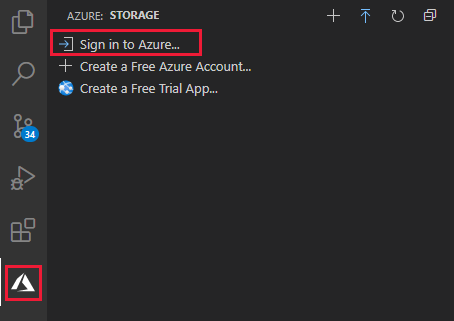 AZURE: STORAGE
Sign in to Azure...
Create a Free Azure Account...
Create a Free Trial App...
34